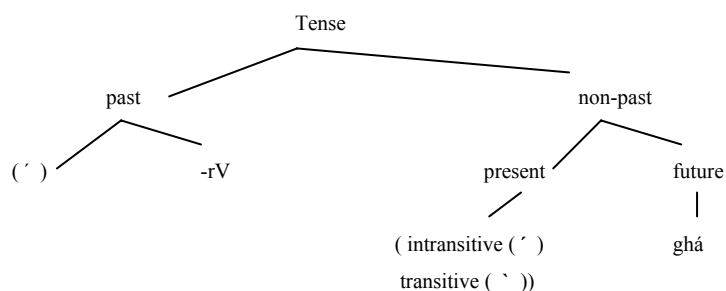 Tense
past non-past
( ´ ) -rV present future
( intransitive ( ´ ) ghá
transitive ( ` ))